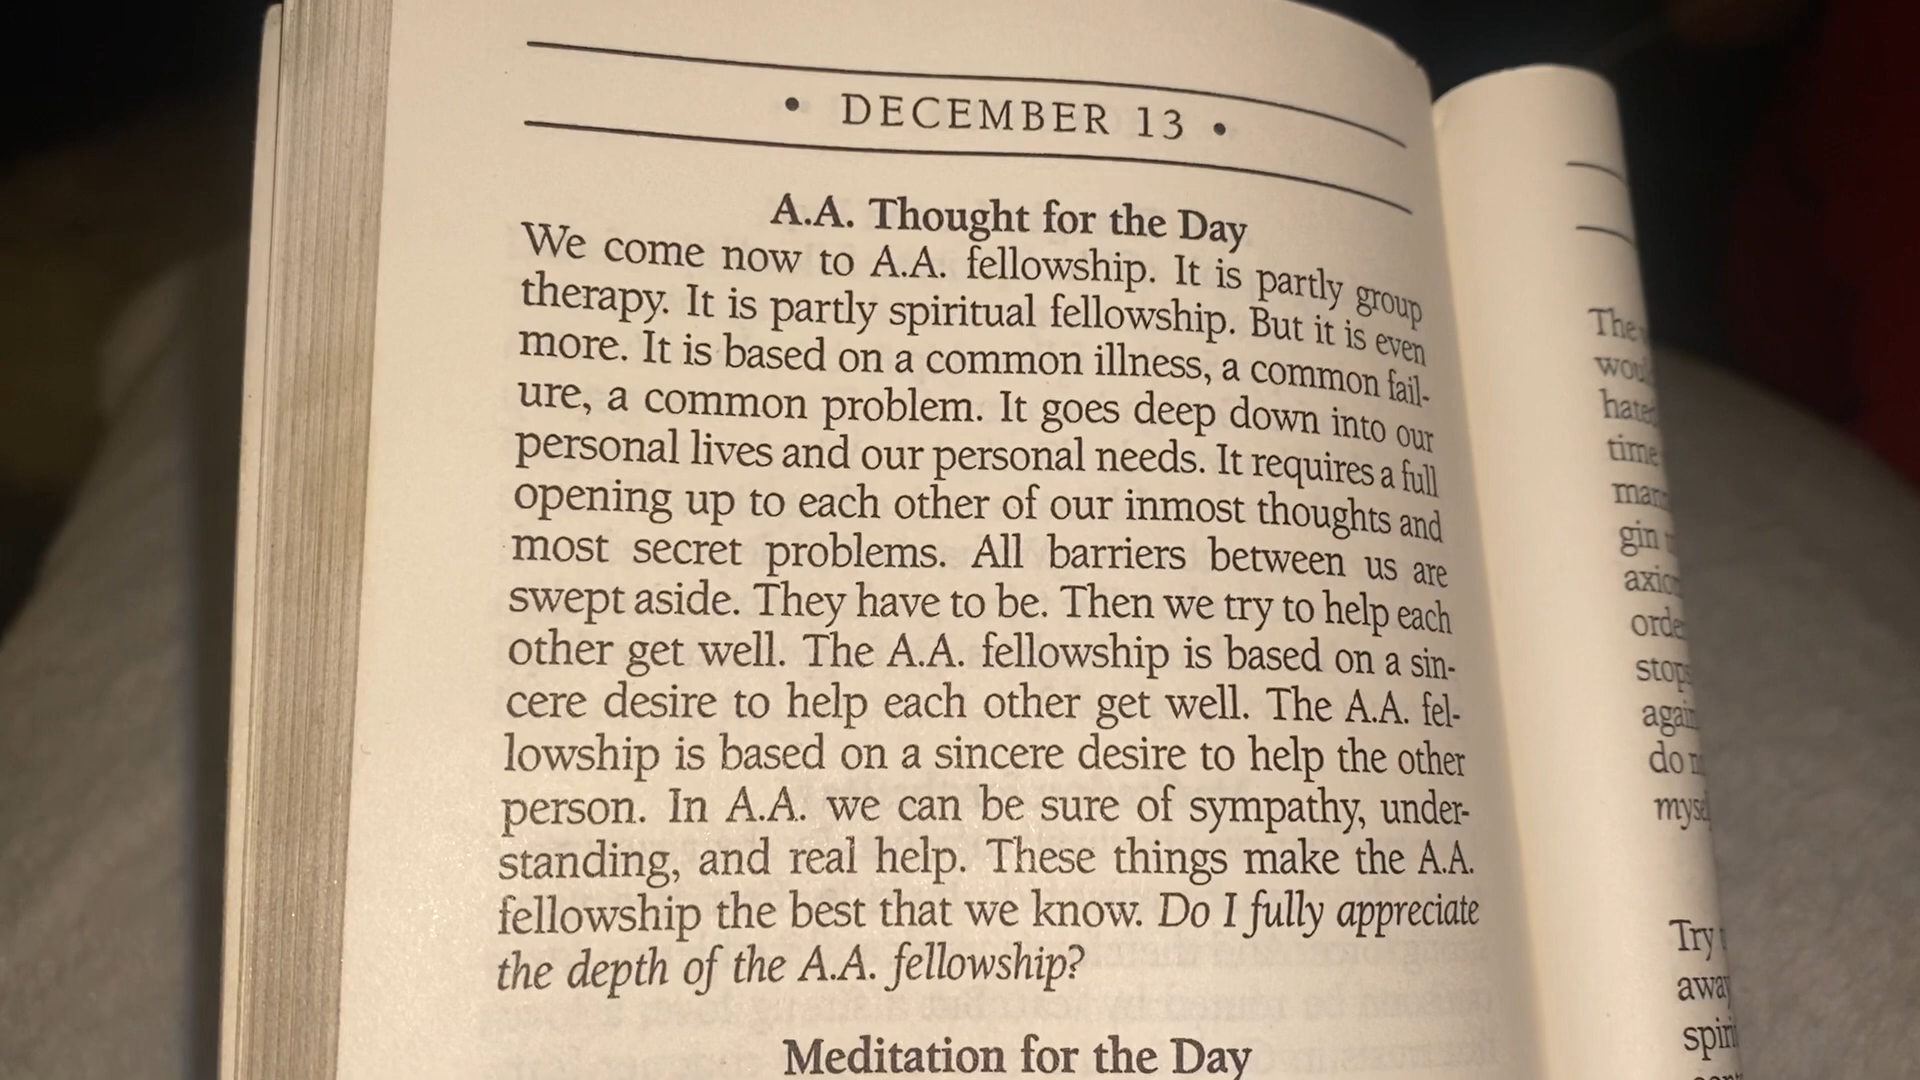 • DECEMBER 13 •
A.A. Thought for the Day
We come now to A.A. fellowship. It is partly group
therapy. It is partly spiritual fellowship. But it is even
more. It is based on a common illness, a common fail-
ure, a common problem. It goes deep down into our
personal lives and our personal needs. It requires a full
opening up to each other of our inmost thoughts and
most secret problems. All barriers between us are
swept aside. They have to be. Then we try to help each
other get well. The A.A. fellowship is based on a sin-
cere desire to help each other get well. The A.A. fel-
lowship is based on a sincere desire to help the other
person. In A.A. we can be sure of sympathy, under-
standing, and real help. These things make the A.A.
fellowship the best that we know. Do I fully appreciate
the depth of the A.A. fellowship?
Meditation for the Day
The
time
gin
do
Try